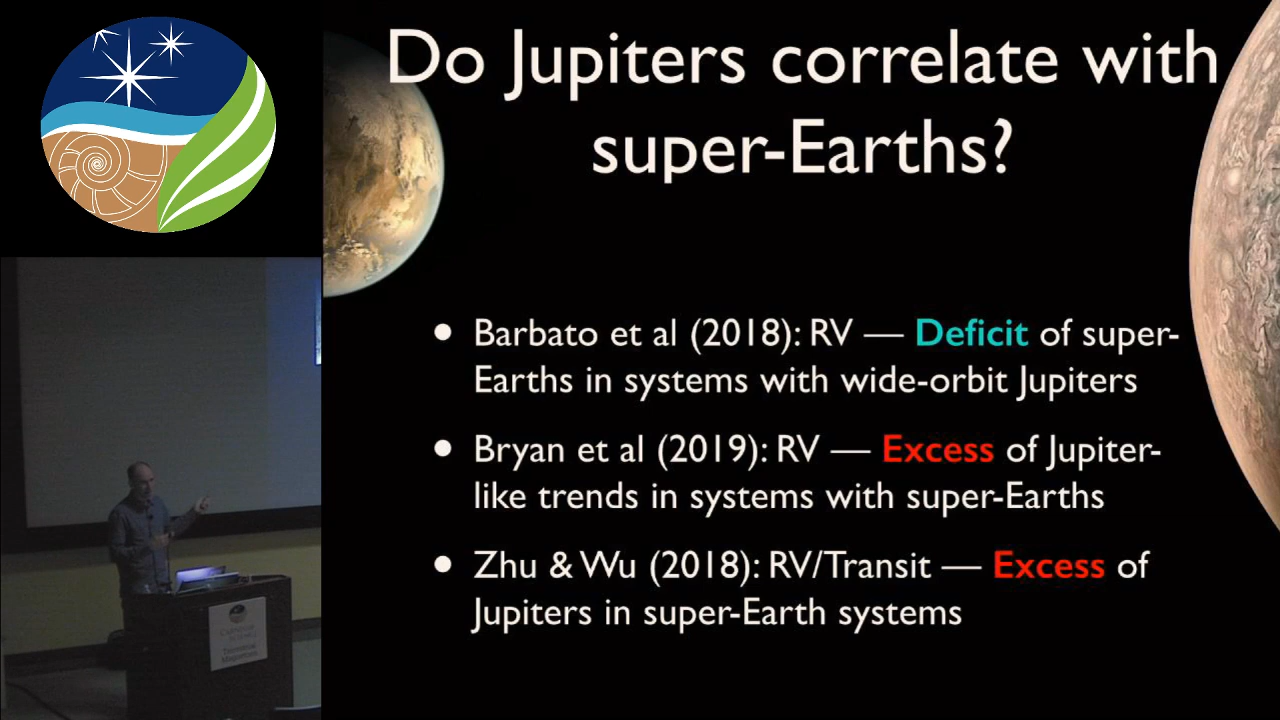 Do Jupiters correlate with
super-Earths?
• Barbato et al (2018): RV — Deficit of super-
Earths in systems with wide-orbit Jupiters
• Bryan et al (2019): RV — Excess of Jupiter-
like trends in systems with super-Earths
• Zhu & Wu (2018): RV/Transit — Excess of
Jupiters in super-Earth systems